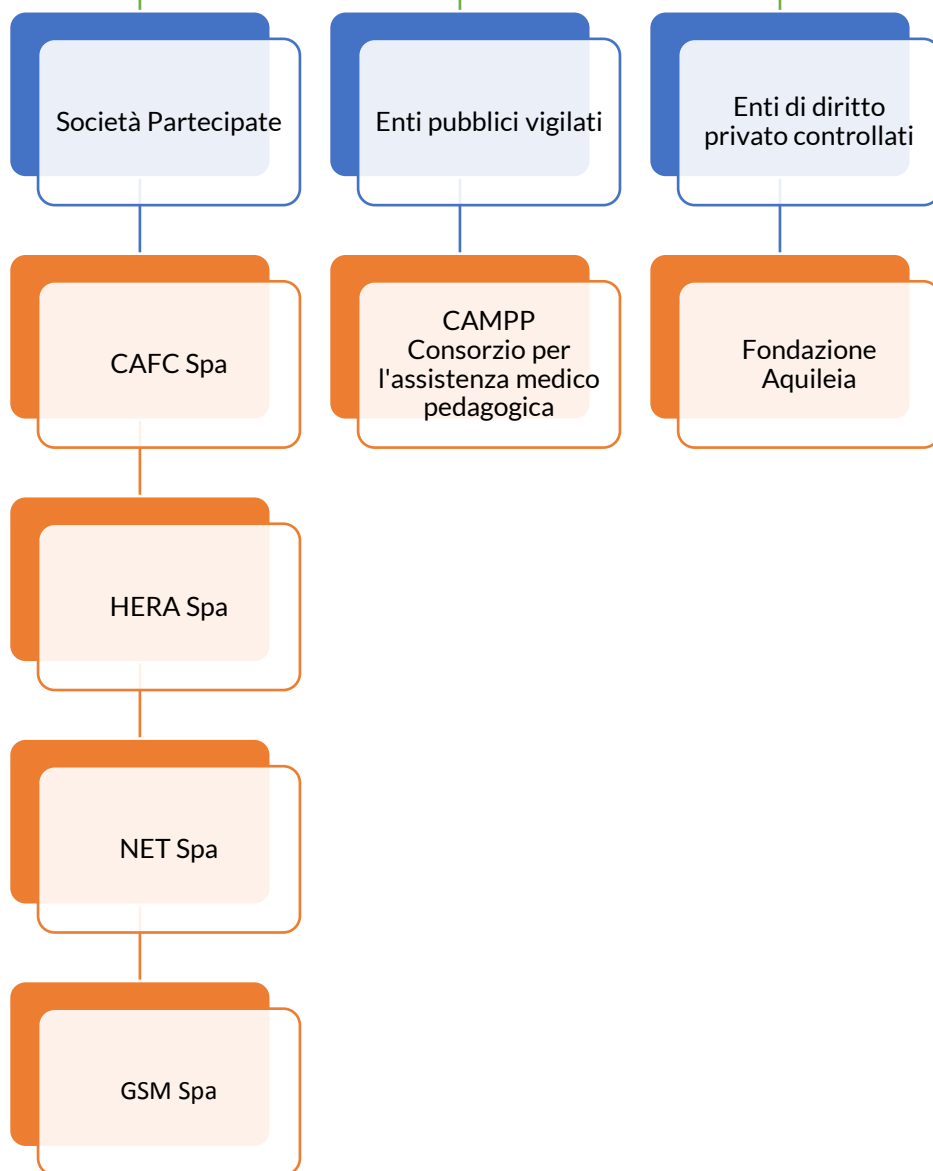 Società Partecipate
Enti pubblici vigilati
Enti di diritto
privato controllati
CAFC Spa
CAMPP
Consorzio per
l'assistenza medico
pedagogica
Fondazione
Aquileia
HERA Spa
NET Spa
GSM Spa